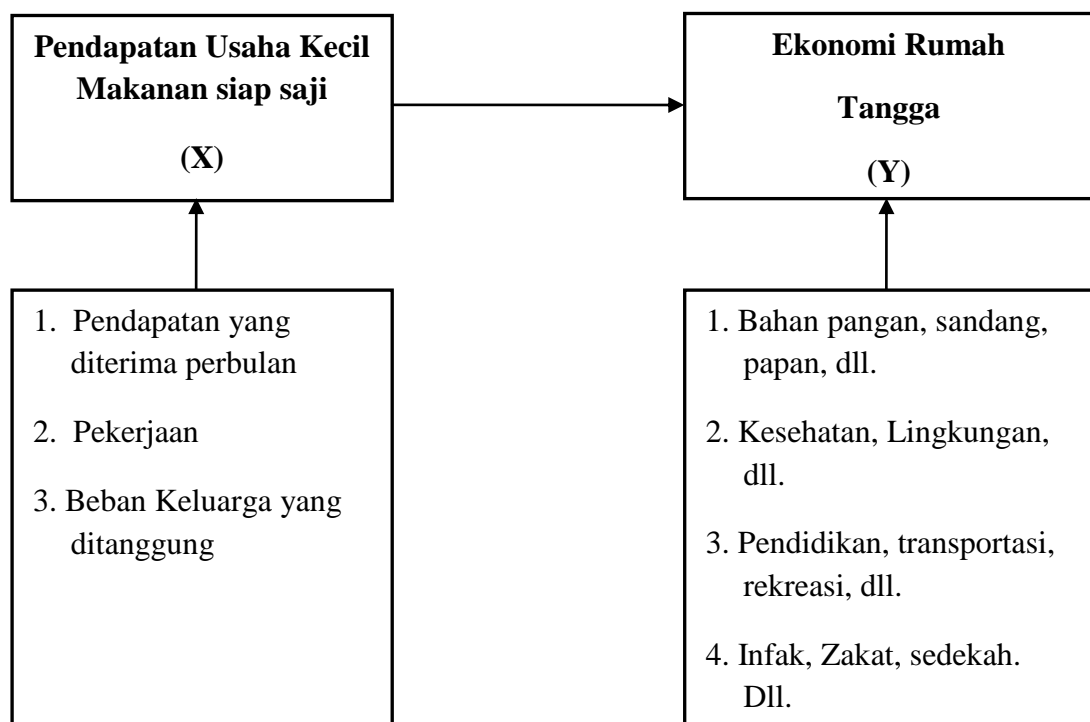 Pendapatan Usaha Kecil
Makanan siap saji
(X)
Ekonomi Rumah
Tangga
(Y)
1. Pendapatan yang
diterima perbulan
2. Pekerjaan
3. Beban Keluarga yang
ditanggung
1. Bahan pangan, sandang,
papan, dll.
2. Kesehatan, Lingkungan,
dll.
3. Pendidikan, transportasi,
rekreasi, dll.
4. Infak, Zakat, sedekah.
Dll.